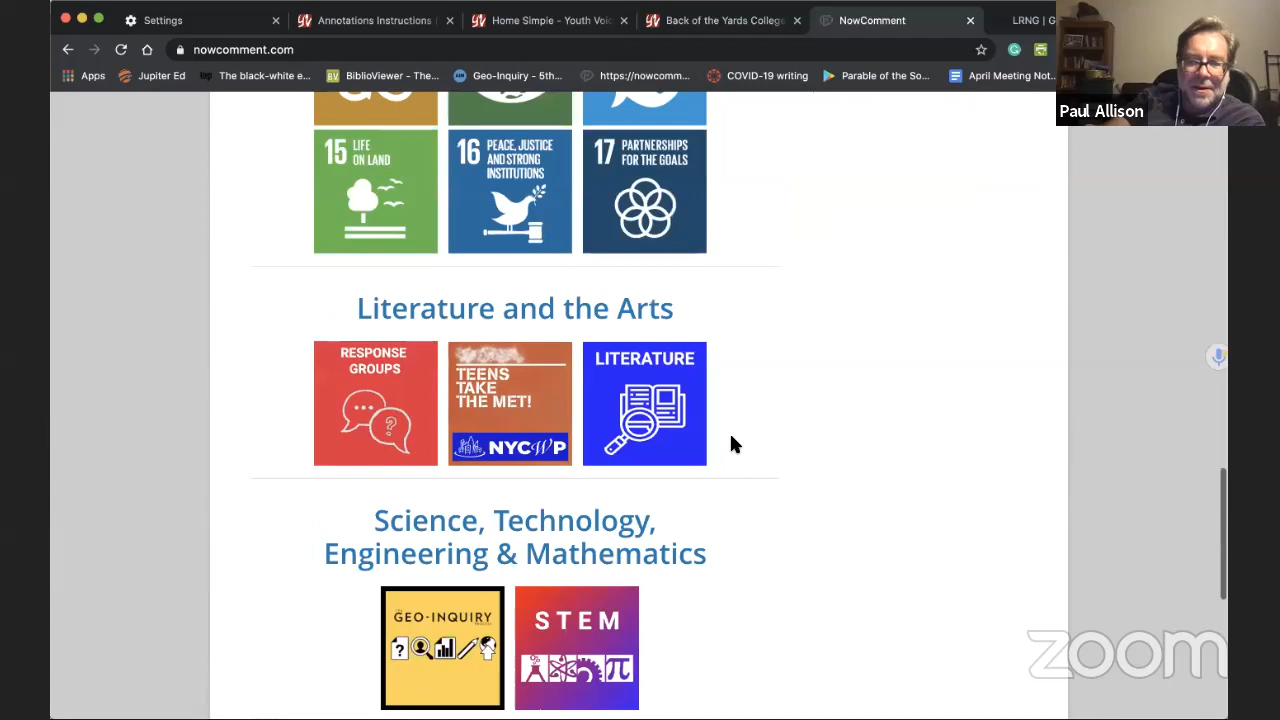 Settings
Annotations Instructions
Home Simple - Youth Voi
Back of the Yards College
NowComment
LRNG | G
nowcomment.com
Apps
Jupiter Ed
The black-white e...
BiblioViewer - The...
Geo-Inquiry - 5th...
https://nowcomm...
COVID-19 writing
Parable of the So...
April Meeting Not...
Paul Allison
15 LIFE
ON LAND
16 PEACE, JUSTICE
AND STRONG
INSTITUTIONS
17 PARTNERSHIPS
FOR THE GOALS
Literature and the Arts
RESPONSE
GROUPS
TEENS
TAKE
THE MET!
NYCWP
LITERATURE
Science, Technology,
Engineering & Mathematics
GEO-INQUIRY
STEM
zoom